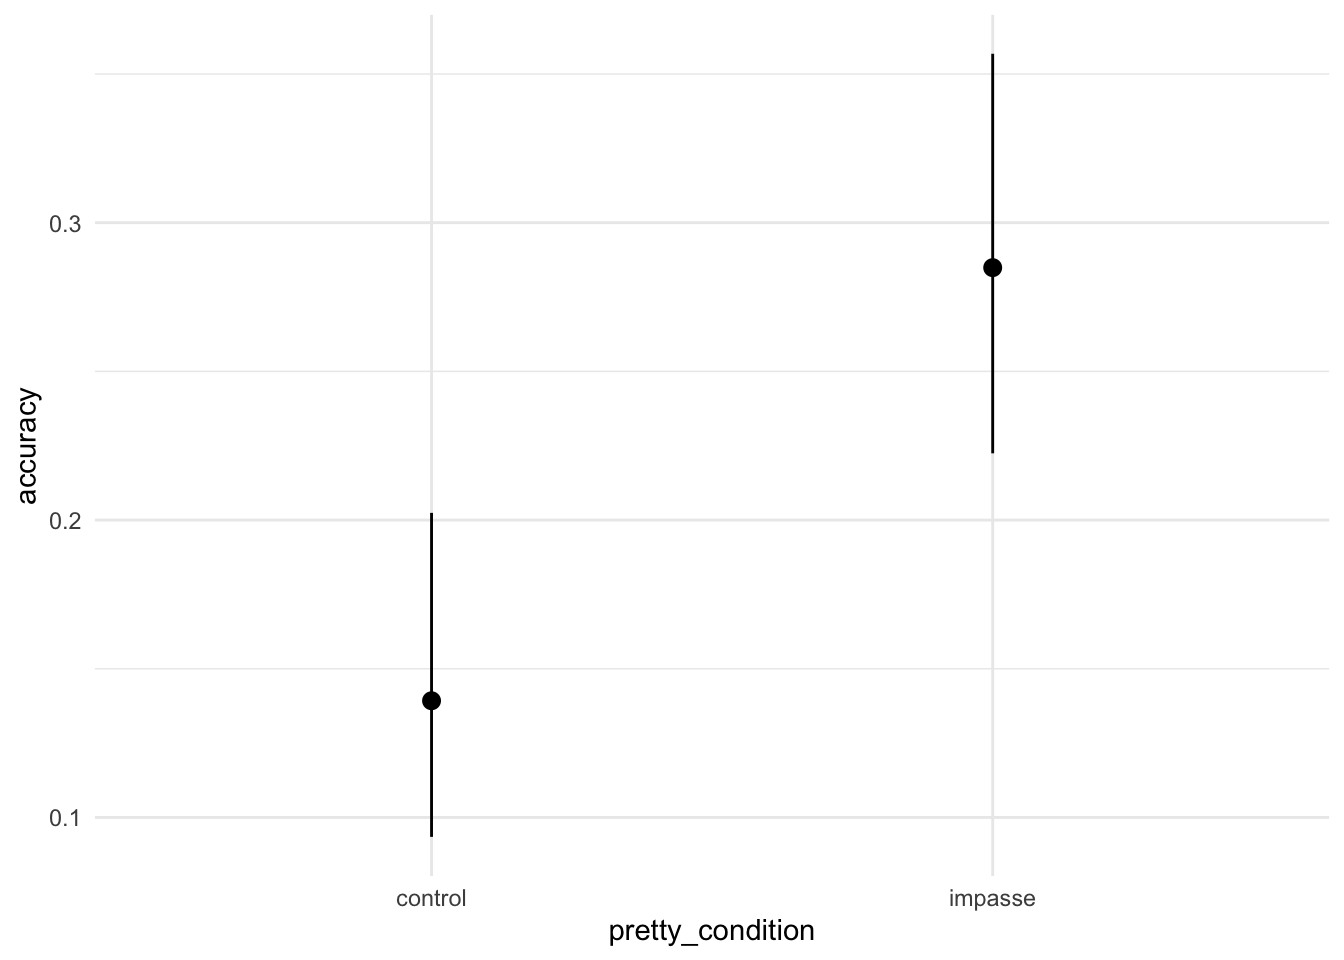 accuracy
0.3
0.2
0.1
control
impasse
pretty_condition